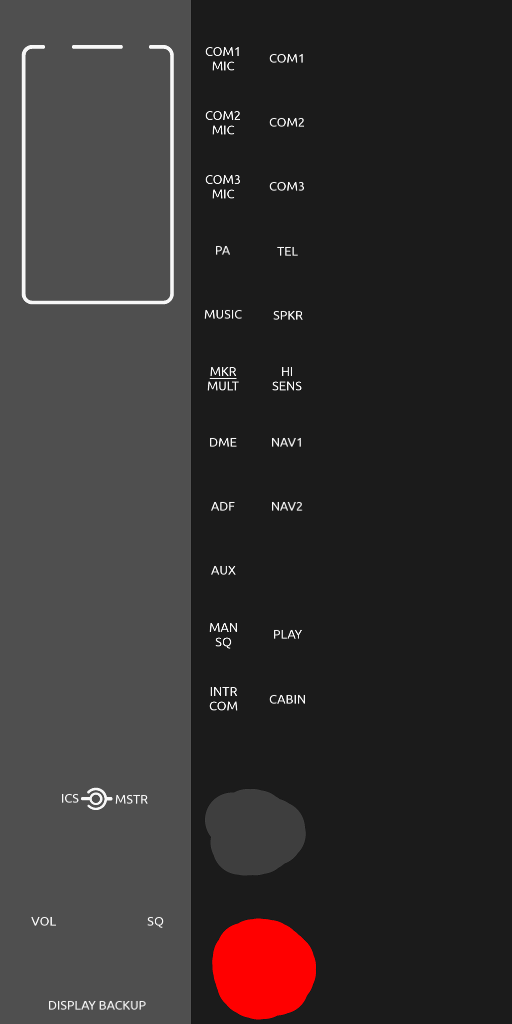 COM1
MIC
COM1
COM2
MIC
COM2
COM3
MIC
COM3
PA
TEL
MUSIC
SPKR
MKR
MULT
HI
SENS
DME
NAV1
ADF
NAV2
AUX
MAN
SQ
PLAY
INTR
COM
CABIN
ICS
MSTR
VOL
SQ
DISPLAY BACKUP